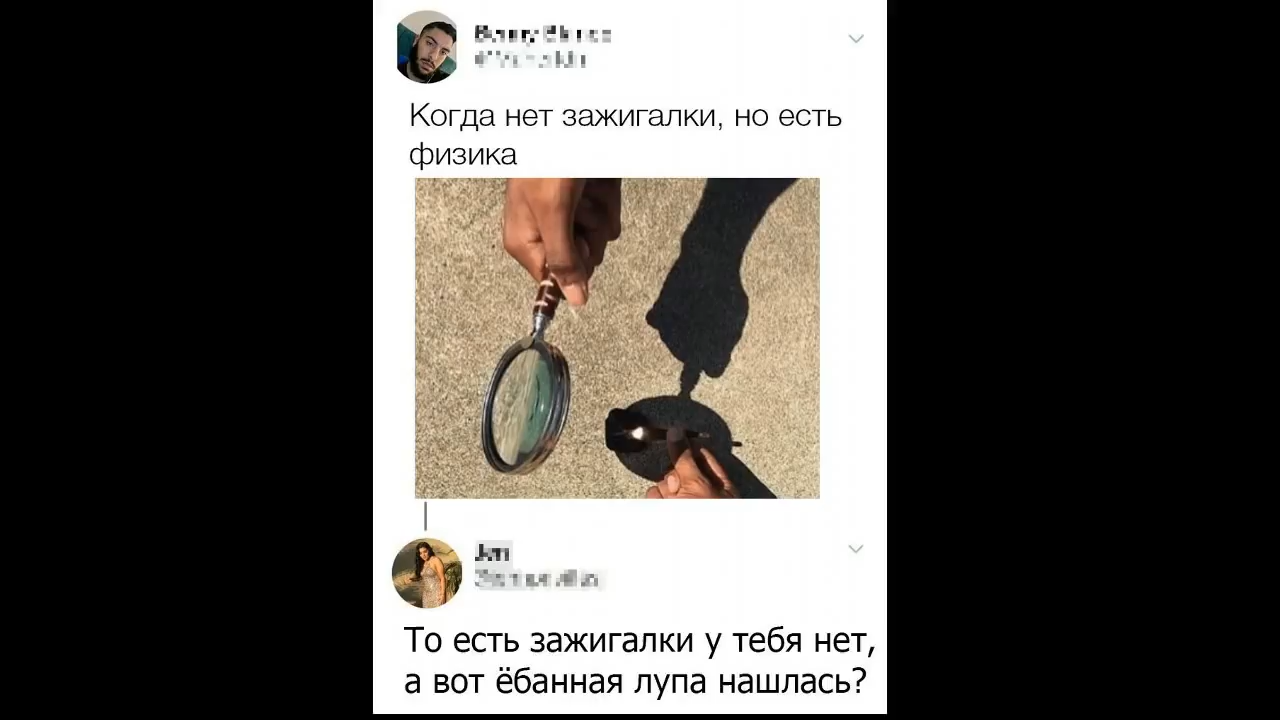 Когда нет зажигалки, но есть
физика
То есть зажигалки у тебя нет,
а вот ёбанная лупа нашлась?